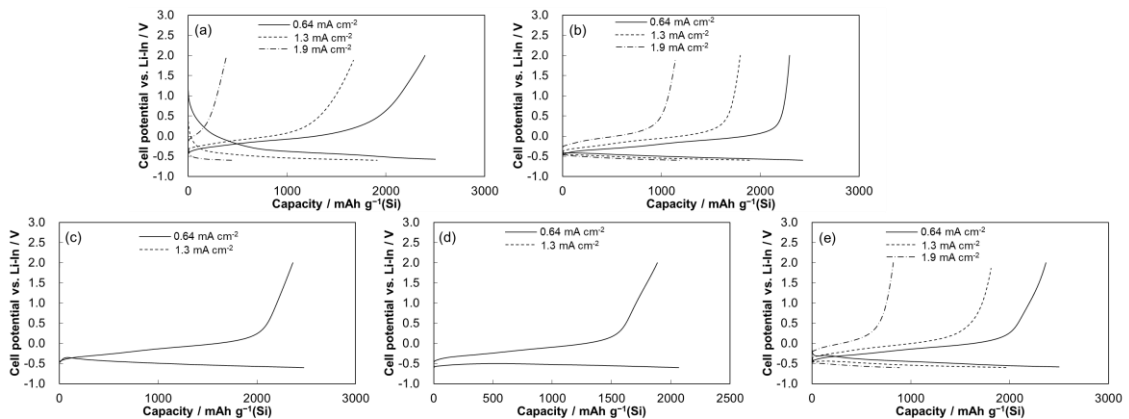 (a)
0.64 mA cm⁻²
1.3 mA cm⁻²
1.9 mA cm⁻²
Cell potential vs. Li-In / V
3.0
2.5
2.0
1.5
1.0
0.5
0.0
-0.5
-1.0
0 1000 2000 3000
Capacity / mAh g⁻¹(Si)
(b)
0.64 mA cm⁻²
1.3 mA cm⁻²
1.9 mA cm⁻²
Cell potential vs. Li-In / V
3.0
2.5
2.0
1.5
1.0
0.5
0.0
-0.5
-1.0
0 1000 2000 3000
Capacity / mAh g⁻¹(Si)
(c)
0.64 mA cm⁻²
1.3 mA cm⁻²
Cell potential vs. Li-In / V
3.0
2.5
2.0
1.5
1.0
0.5
0.0
-0.5
-1.0
0 1000 2000 3000
Capacity / mAh g⁻¹(Si)
(d)
0.64 mA cm⁻²
1.3 mA cm⁻²
Cell potential vs. Li-In / V
3.0
2.5
2.0
1.5
1.0
0.5
0.0
-0.5
-1.0
0 500 1000 1500 2000 2500
Capacity / mAh g⁻¹(Si)
(e)
0.64 mA cm⁻²
1.3 mA cm⁻²
1.9 mA cm⁻²
Cell potential vs. Li-In / V
3.0
2.5
2.0
1.5
1.0
0.5
0.0
-0.5
-1.0
0 1000 2000 3000
Capacity / mAh g⁻¹(Si)